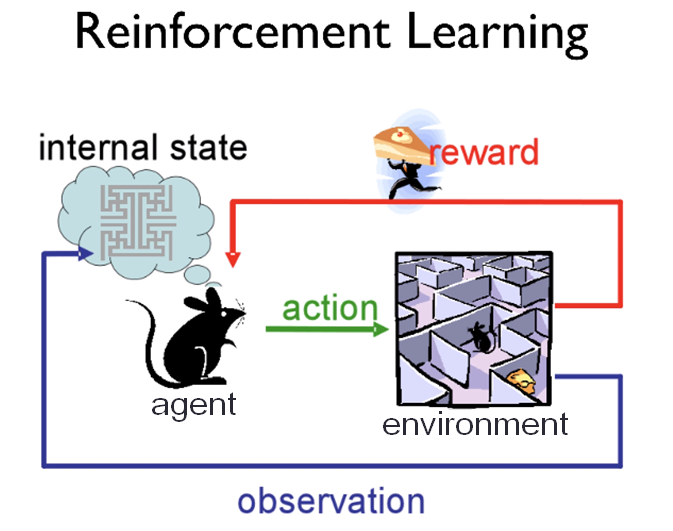 Reinforcement Learning
internal state
reward
action
agent
environment
observation